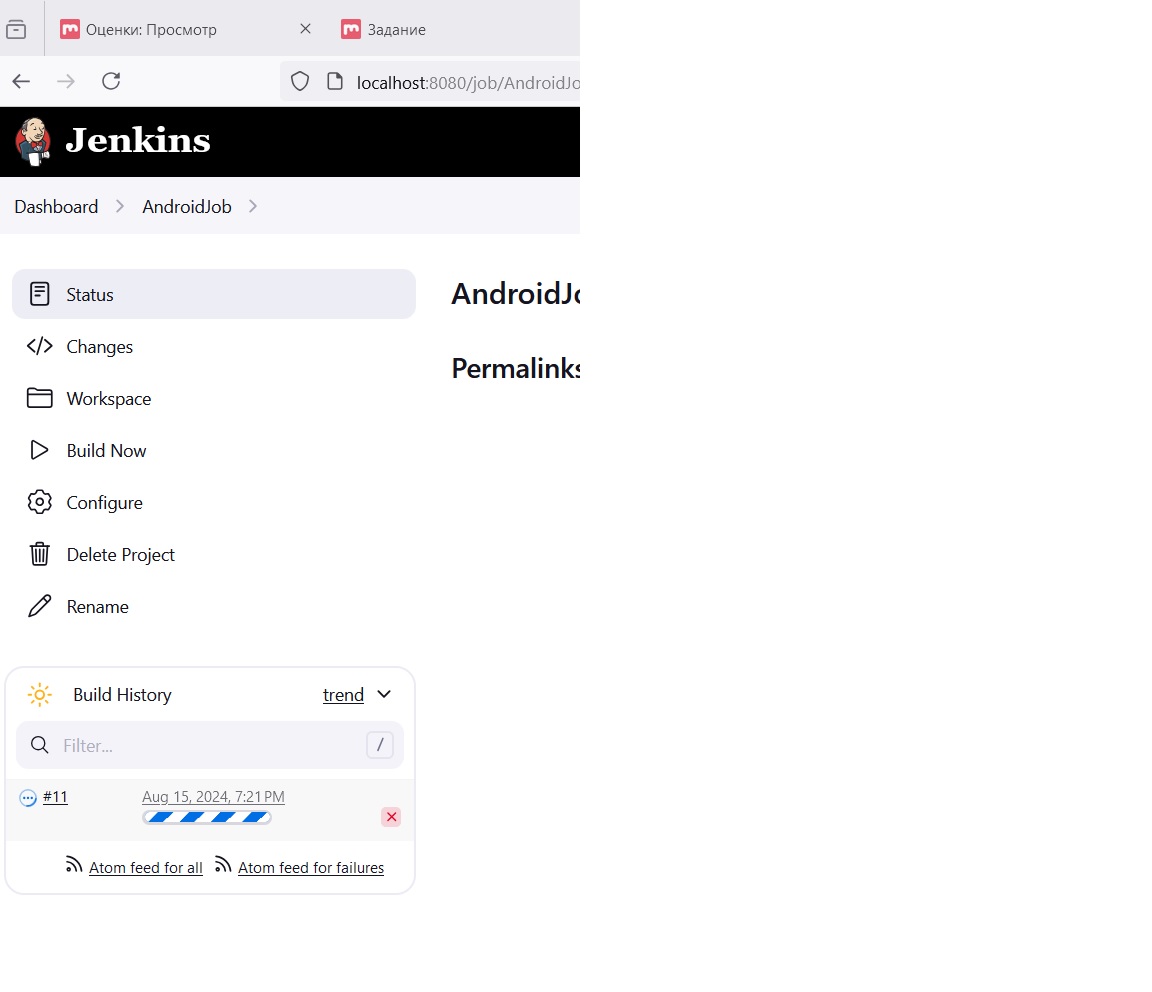 Оценки: Просмотр
Задание
localhost:8080/job/AndroidJo
Jenkins
Dashboard AndroidJob
Status
AndroidJo
Changes
Permalinks
Workspace
Build Now
Configure
Delete Project
Rename
Build History trend
Filter... /
#11 Aug 15, 2024, 7:21 PM
Atom feed for all Atom feed for failures